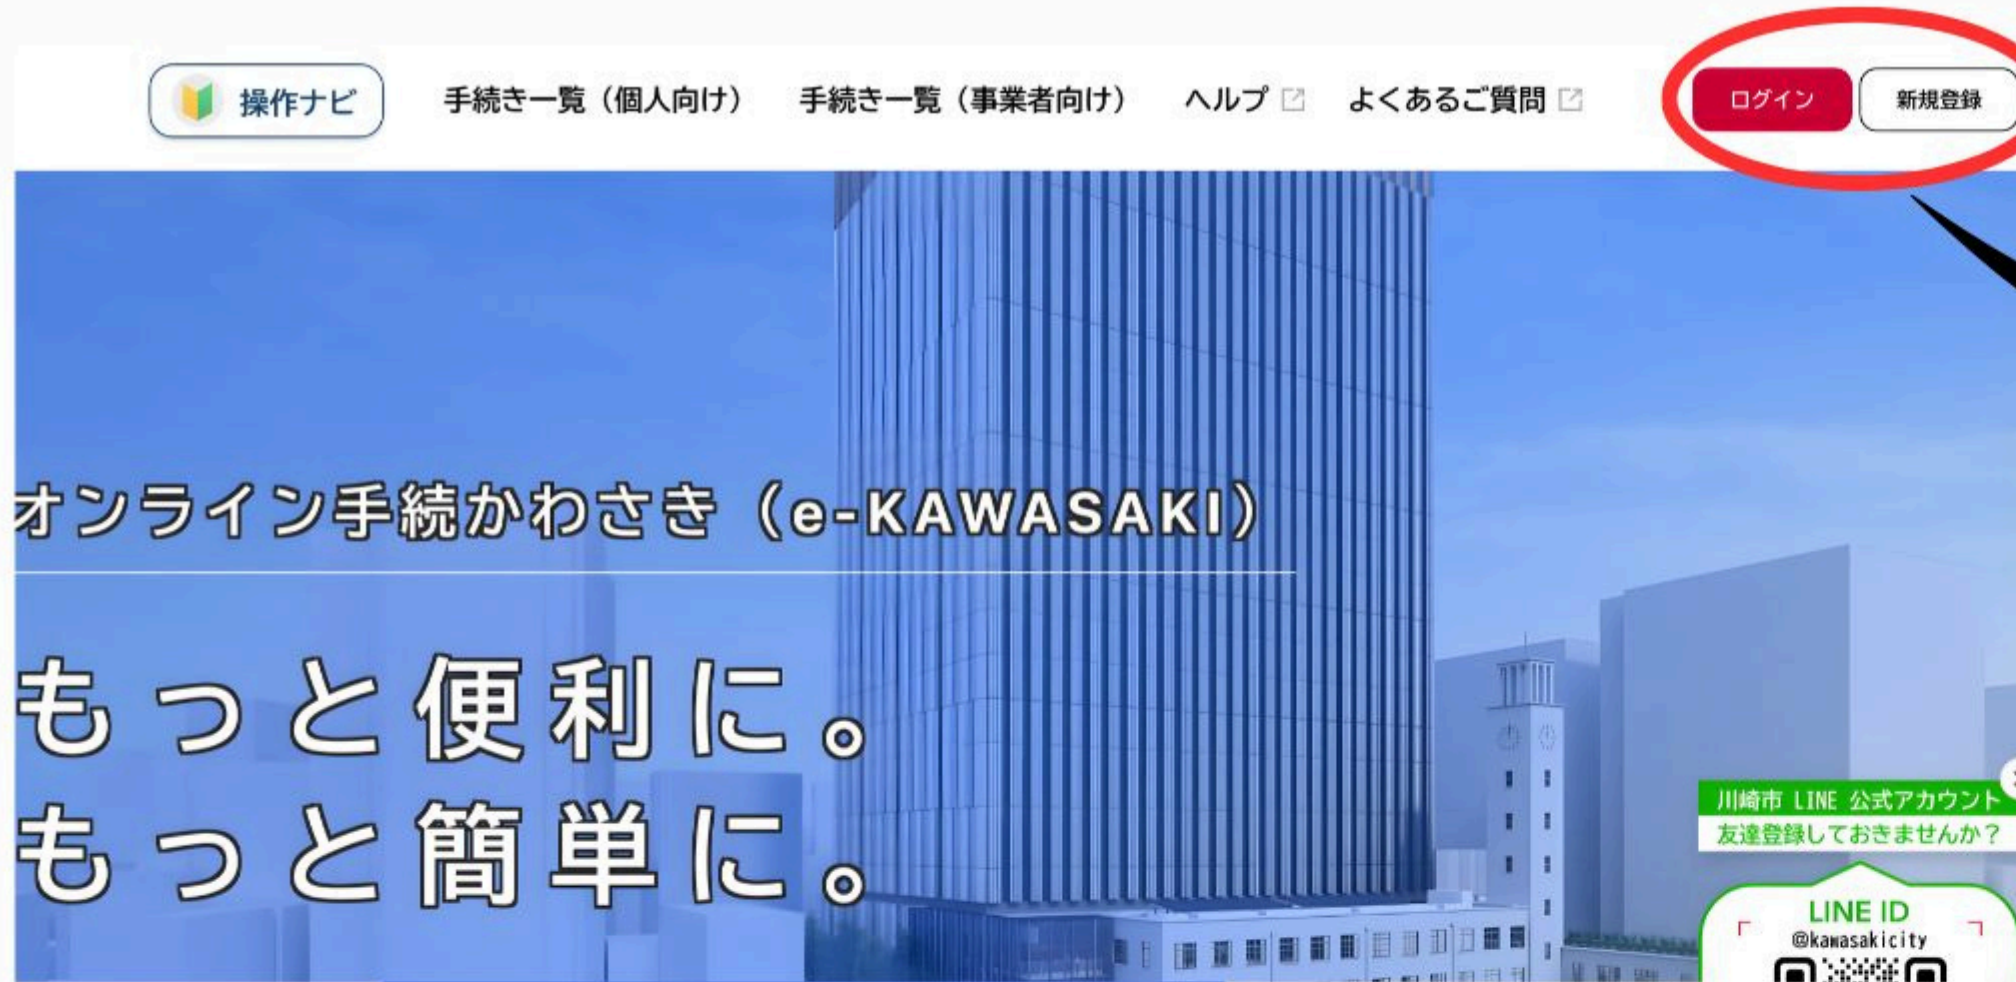 操作ナビ
手続き一覧（個人向け）
手続き一覧（事業者向け）
ヘルプ
よくあるご質問
ログイン
新規登録
オンライン手続かわさき（e-KAWASAKI）
もっと便利に。
もっと簡単に。
川崎市 LINE 公式アカウント
友達登録しておきませんか？
LINE ID
@kawasakicity